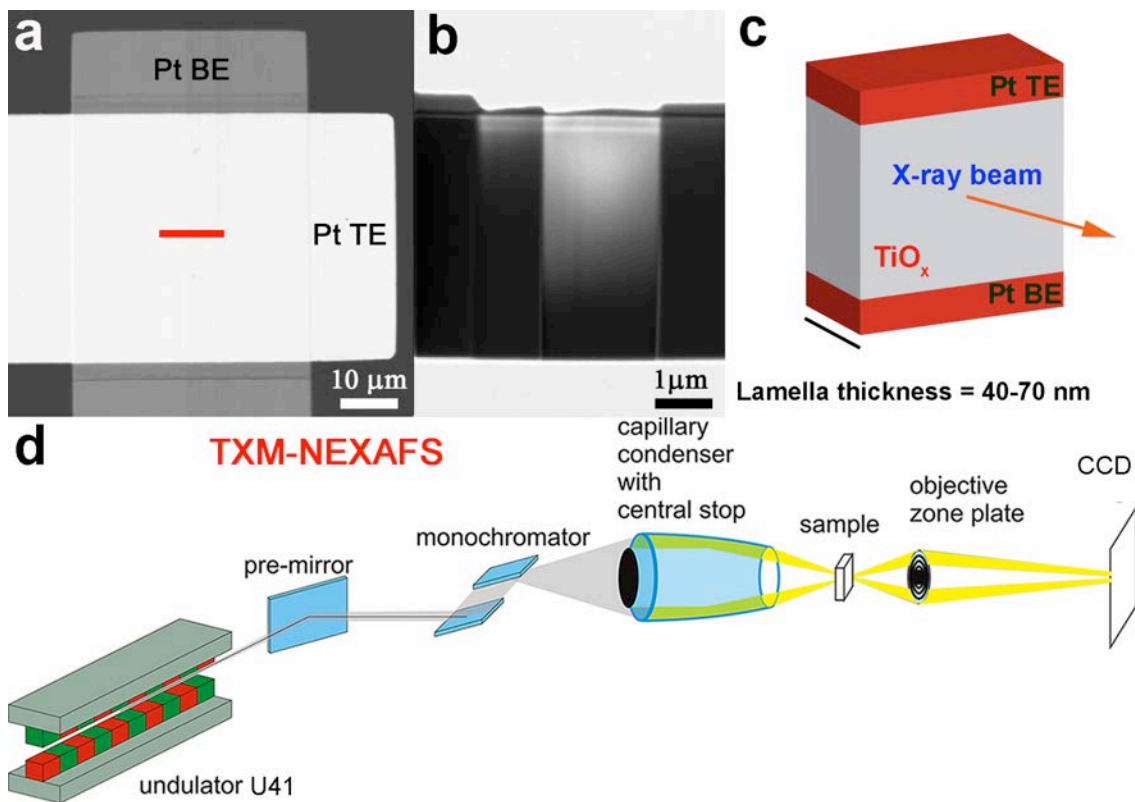 a
Pt BE
Pt TE
10 μm
b
1μm
c
Pt TE
X-ray beam
TiOx
Pt BE
Lamella thickness = 40-70 nm
d
TXM-NEXAFS
undulator U41
pre-mirror
monochromator
capillary
condenser
with
central stop
sample
objective
zone plate
CCD